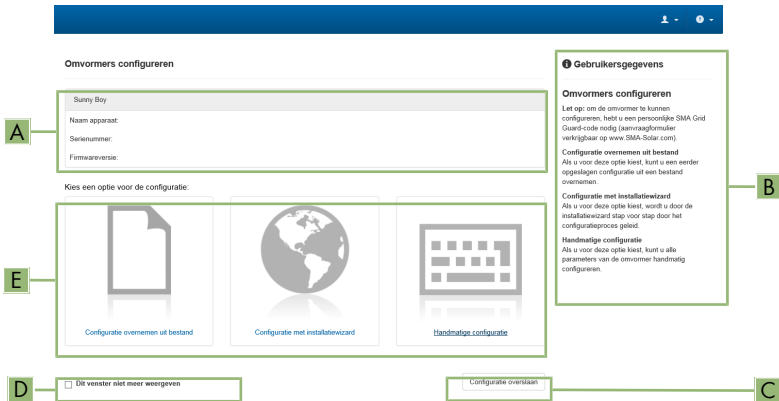 Omvormers configureren
Sunny Boy
Naam apparaat:
Serienummer:
Firmwareversie:
A
Kies een optie voor de configuratie:
Configuratie overnemen uit bestand
Configuratie met installatiewizard
Handmatige configuratie
E
Dit venster niet meer weergeven
D
Configuratie overslaan
C
Gebruikersgegevens
Omvormers configureren
Let op: om de omvormer te kunnen
configureren, hebt u een persoonlijke SMA Grid
Guard-code nodig (aanvraagformulier
verkrijgbaar op www.SMA-Solar.com).
Configuratie overnemen uit bestand
Als u voor deze optie kiest, kunt u een eerder
opgeslagen configuratie uit een bestand
overnemen.
Configuratie met installatiewizard
Als u voor deze optie kiest, wordt u door de
installatiewizard stap voor stap door het
configuratieproces geleid.
Handmatige configuratie
Als u voor deze optie kiest, kunt u alle
parameters van de omvormer handmatig
configureren.
B